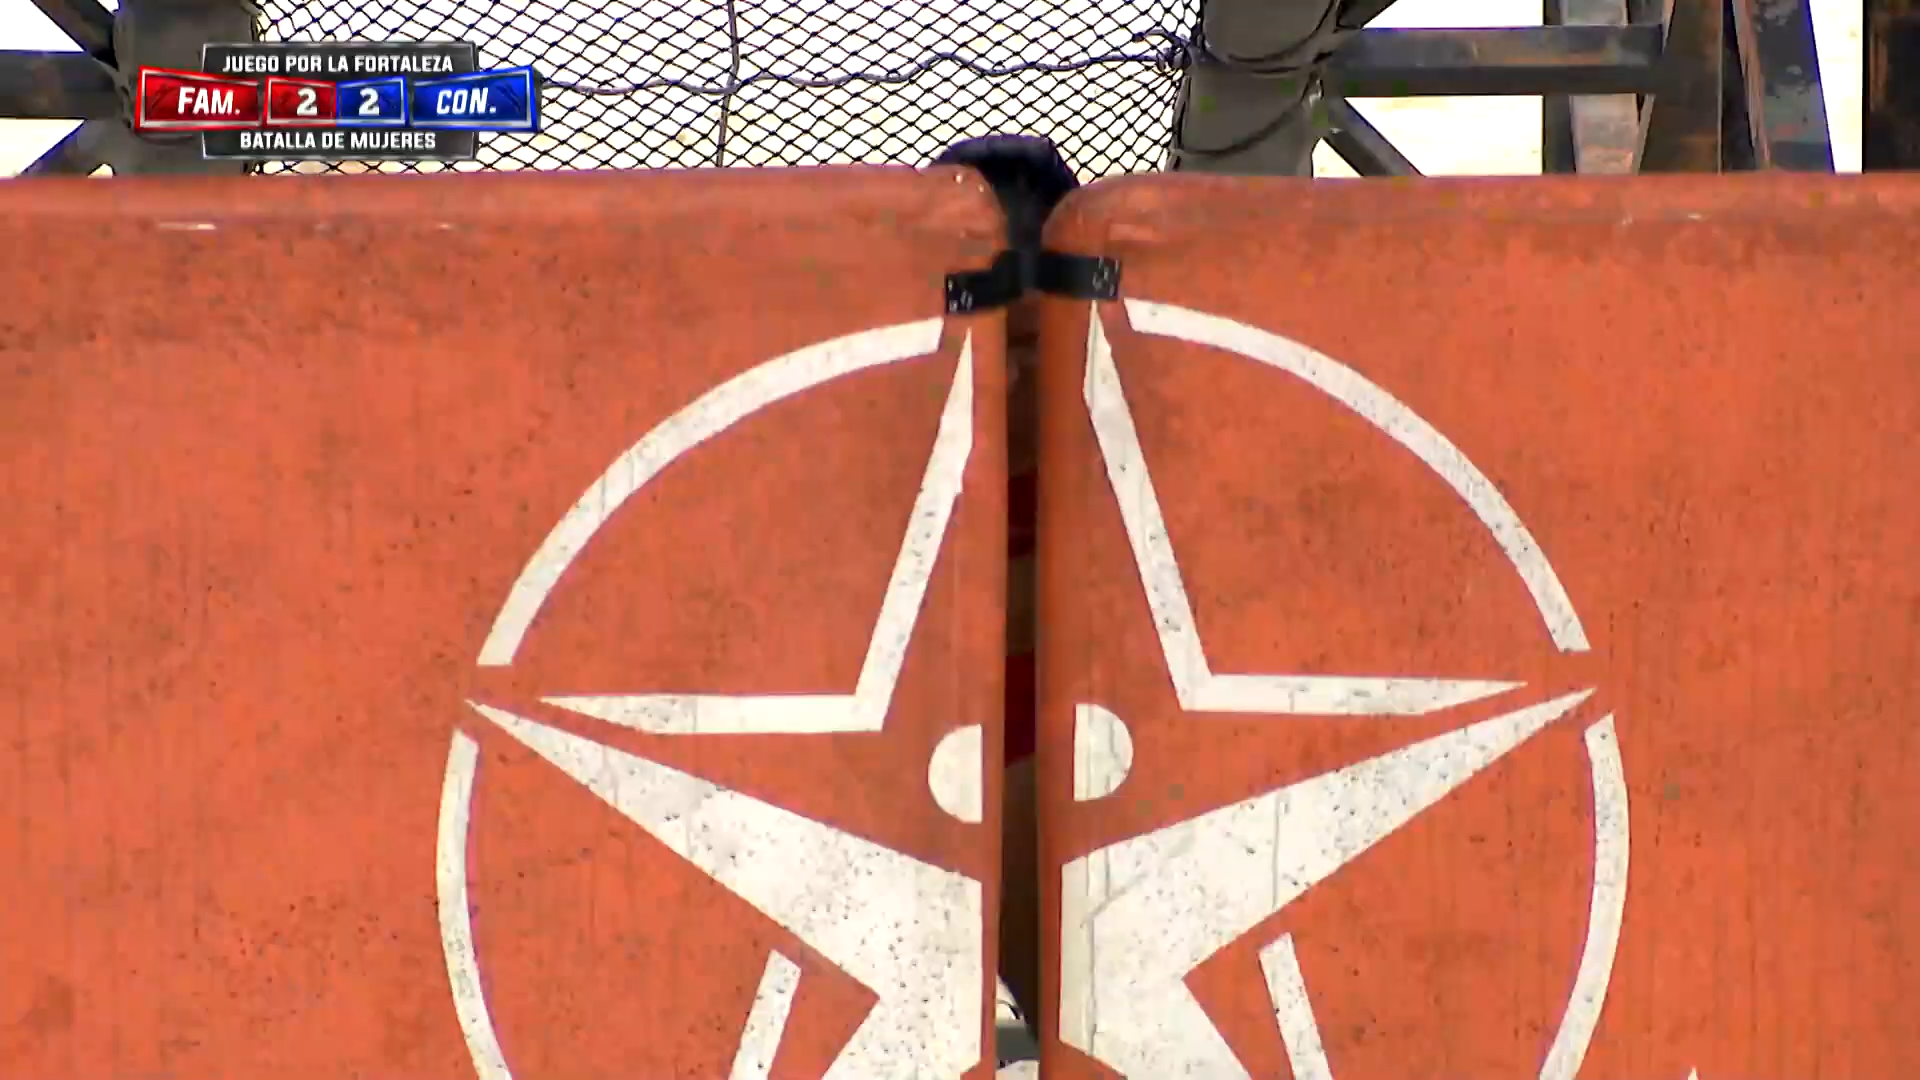 JUEGO POR LA FORTALEZA
FAM. 2 2 CON.
BATALLA DE MUJERES